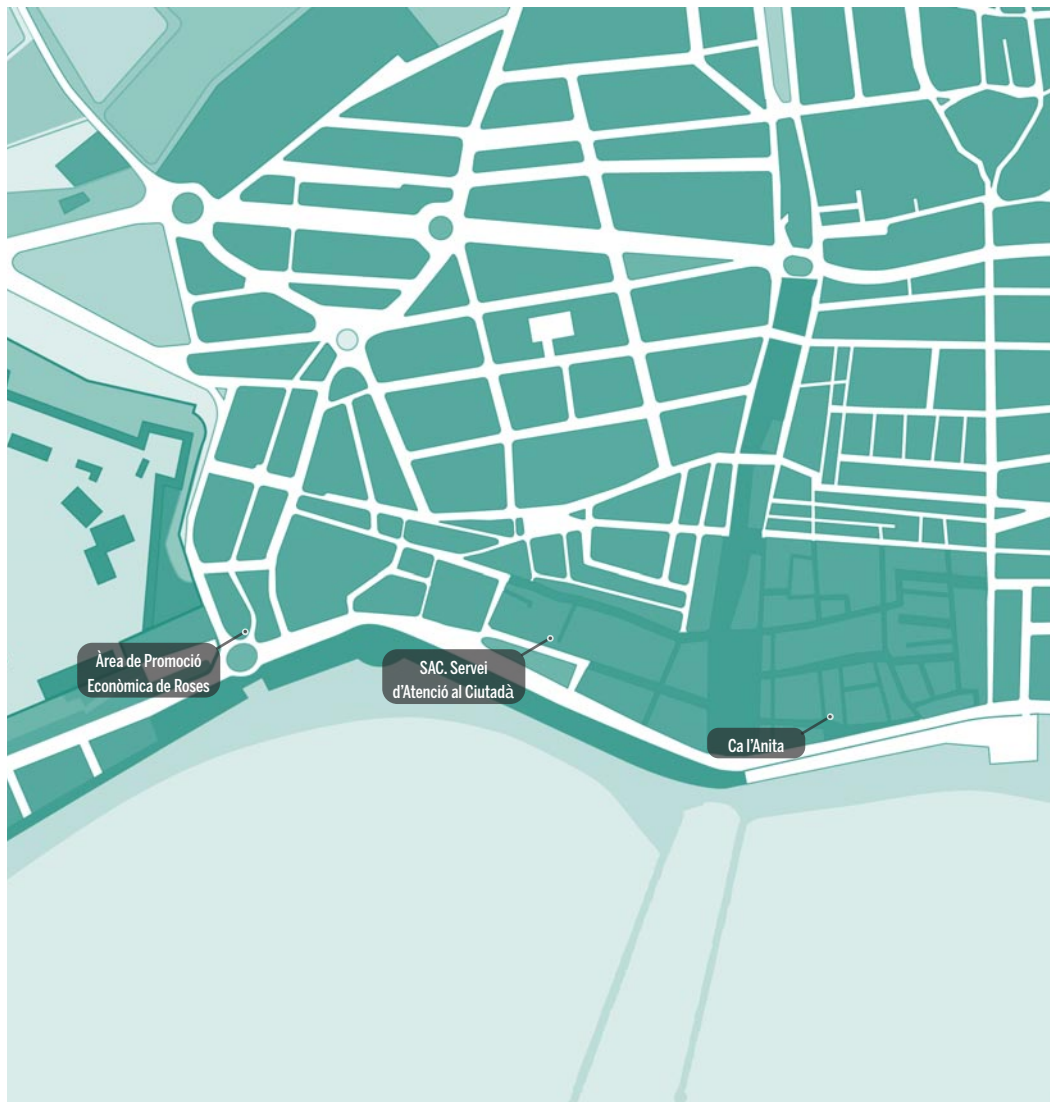 Àrea de Promoció
Econòmica de Roses
SAC. Servei
d'Atenció al Ciutadà
Ca l'Anita